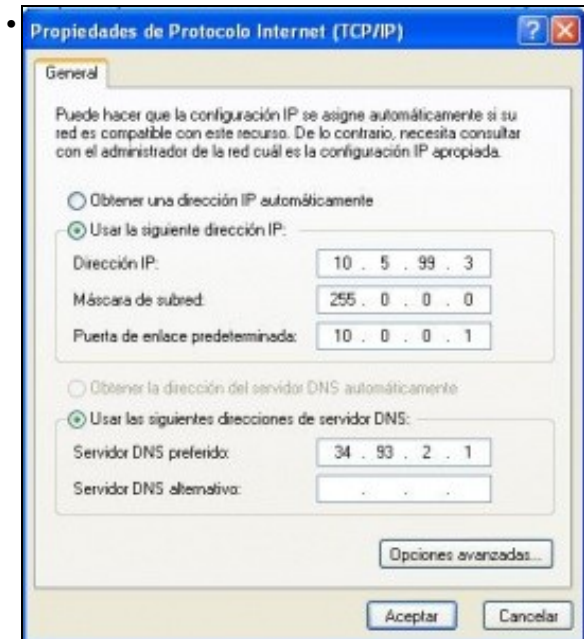 Propiedades de Protocolo Internet (TCP/IP)
General
Puede hacer que la configuración IP se asigne automáticamente si su
red es compatible con este recurso. De lo contrario, necesita consultar
con el administrador de la red cuál es la configuración IP apropiada.
Obtener una dirección IP automáticamente
Usar la siguiente dirección IP:
Dirección IP: 10 . 5 . 99 . 3
Máscara de subred: 255 . 0 . 0 . 0
Puerta de enlace predeterminada: 10 . 0 . 0 . 1
Obtener la dirección del servidor DNS automáticamente
Usar las siguientes direcciones de servidor DNS:
Servidor DNS preferido: 34 . 93 . 2 . 1
Servidor DNS alternativo: . . .
Opciones avanzadas...
Aceptar Cancelar